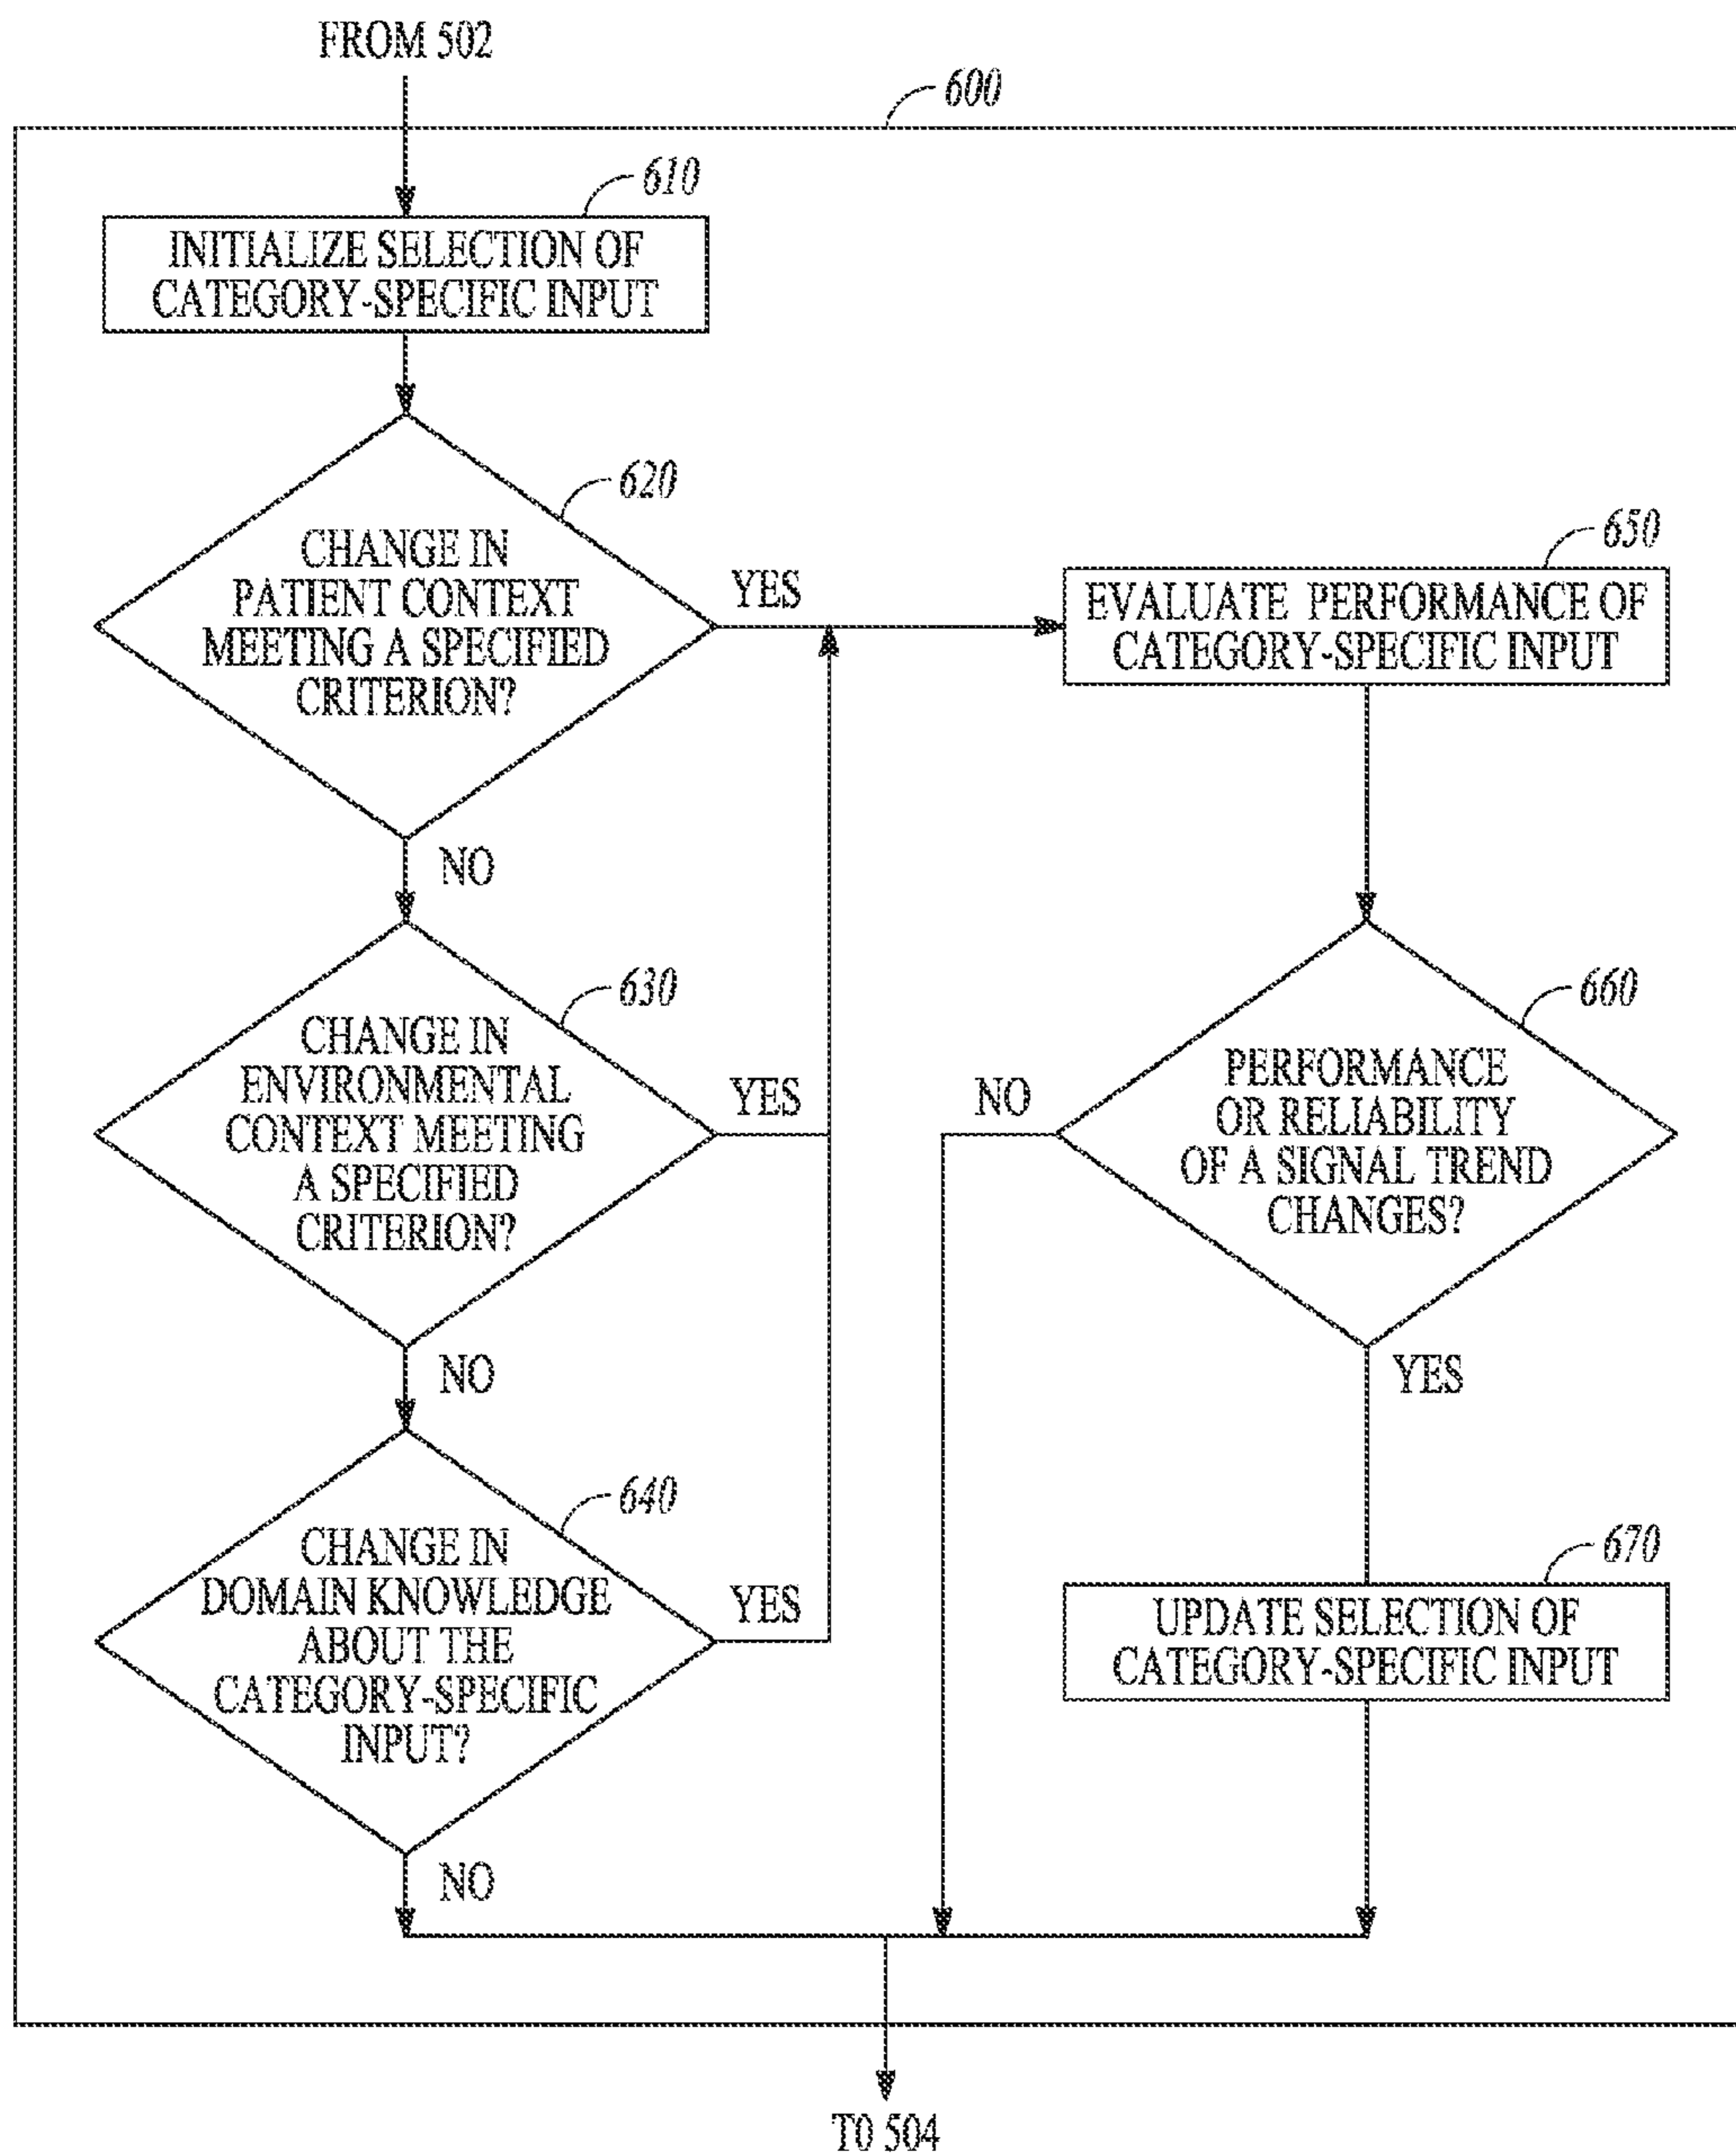 FROM 502
600
610
INITIALIZE SELECTION OF
CATEGORY-SPECIFIC INPUT
620
CHANGE IN
PATIENT CONTEXT
MEETING A SPECIFIED
CRITERION?
YES
NO
650
EVALUATE PERFORMANCE OF
CATEGORY-SPECIFIC INPUT
630
CHANGE IN
ENVIRONMENTAL
CONTEXT MEETING
A SPECIFIED
CRITERION?
YES
NO
660
PERFORMANCE
OR RELIABILITY
OF A SIGNAL TREND
CHANGES?
NO
YES
640
CHANGE IN
DOMAIN KNOWLEDGE
ABOUT THE
CATEGORY-SPECIFIC
INPUT?
YES
NO
670
UPDATE SELECTION OF
CATEGORY-SPECIFIC INPUT
TO 504